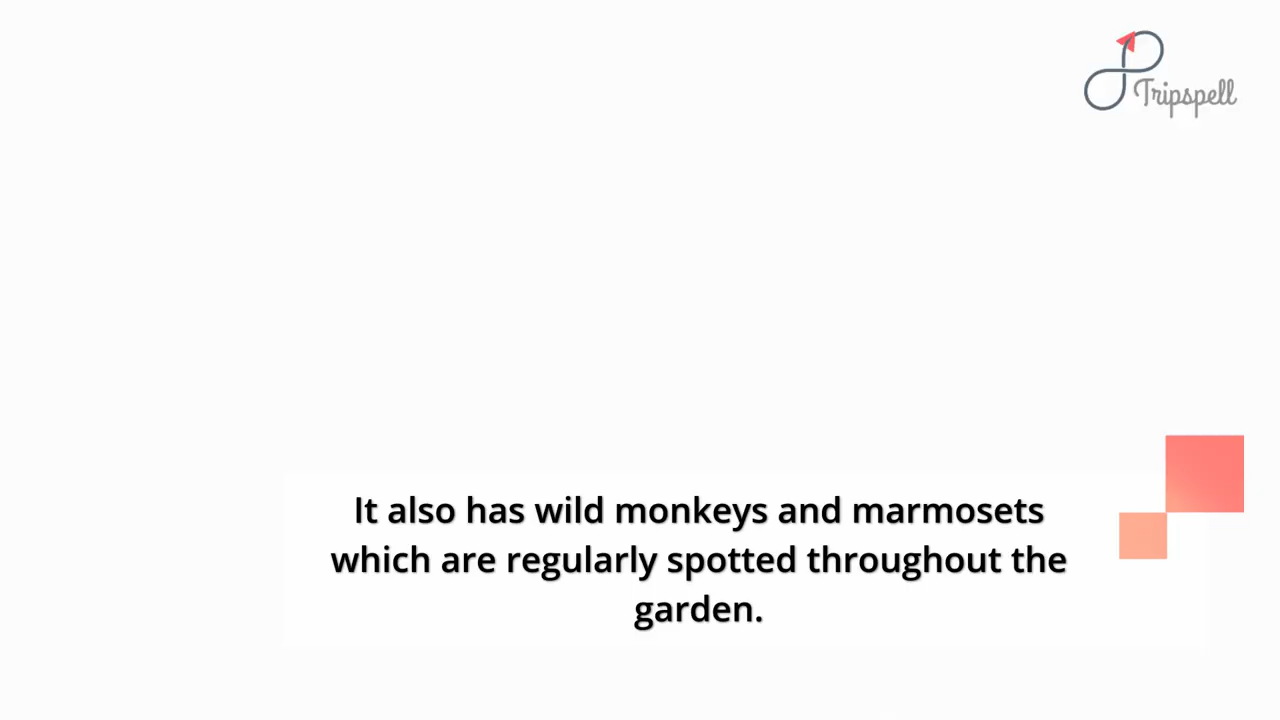 Tripspell
It also has wild monkeys and marmosets
which are regularly spotted throughout the
garden.